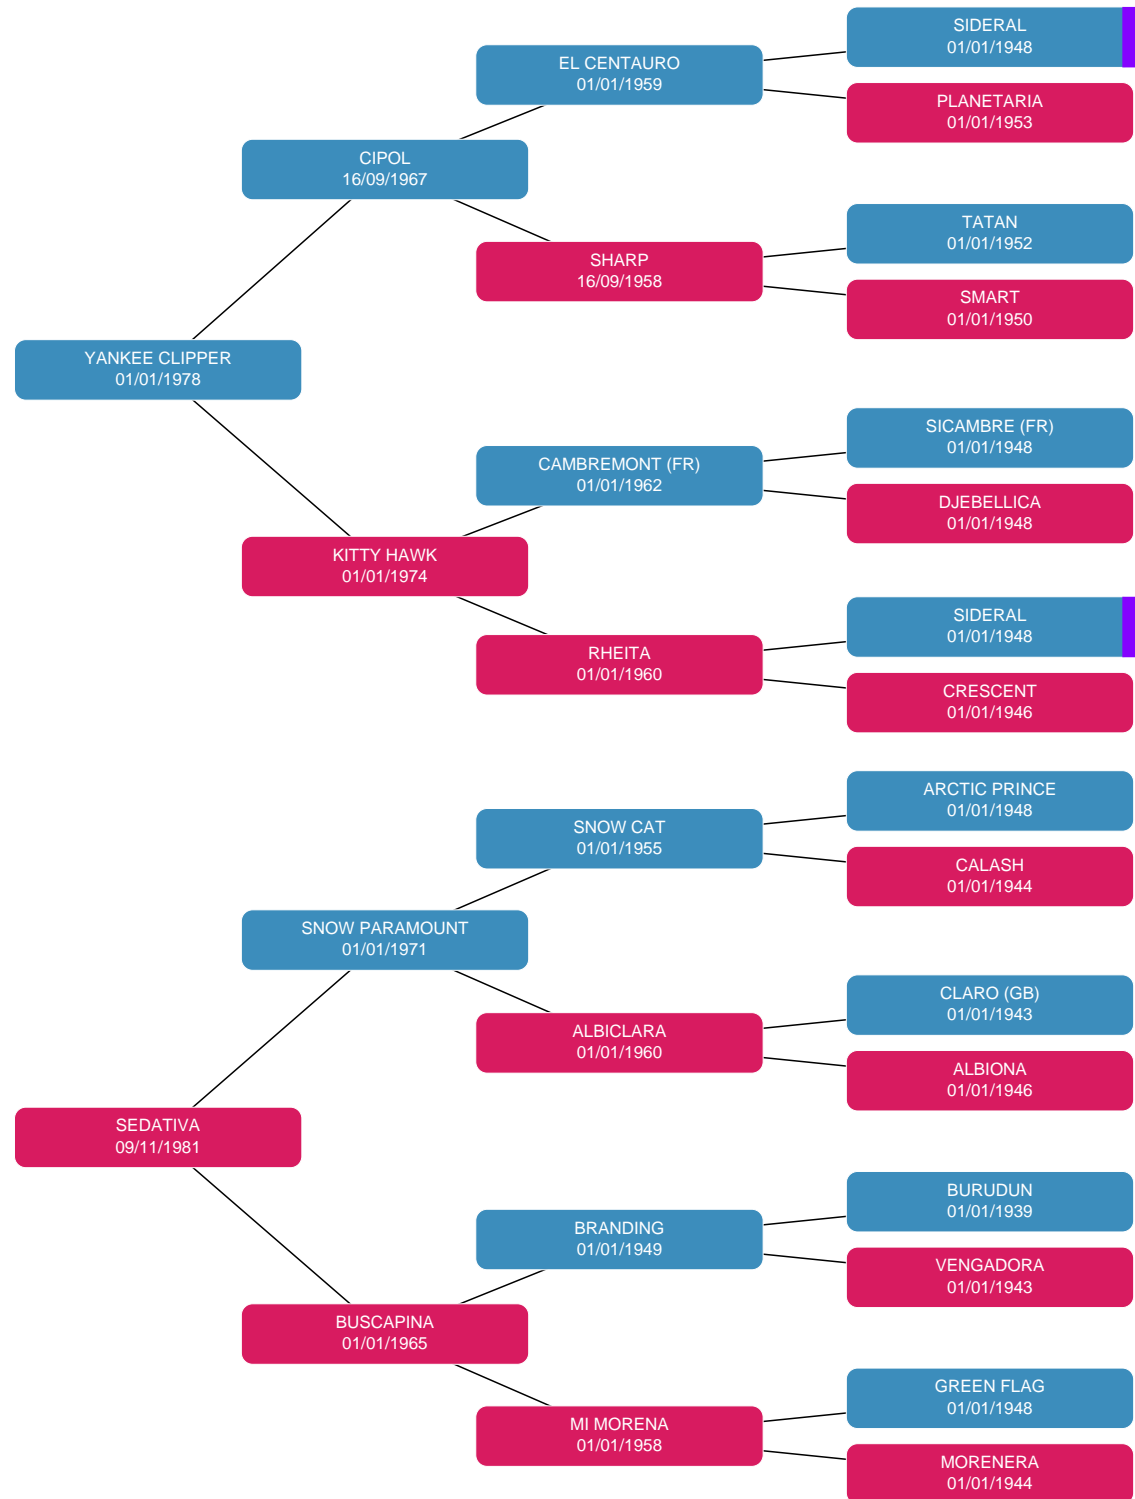 SIDERAL
01/01/1948
EL CENTAURO
01/01/1959
PLANETARIA
01/01/1953
CIPOL
16/09/1967
TATAN
01/01/1952
SHARP
16/09/1958
SMART
01/01/1950
YANKEE CLIPPER
01/01/1978
SICAMBRE (FR)
01/01/1948
CAMBREMONT (FR)
01/01/1962
DJEBELLICA
01/01/1948
KITTY HAWK
01/01/1974
SIDERAL
01/01/1948
RHEITA
01/01/1960
CRESCENT
01/01/1946
ARCTIC PRINCE
01/01/1948
SNOW CAT
01/01/1955
CALASH
01/01/1944
SNOW PARAMOUNT
01/01/1971
CLARO (GB)
01/01/1943
ALBICLARA
01/01/1960
ALBIONA
01/01/1946
SEDATIVA
09/11/1981
BURUDUN
01/01/1939
BRANDING
01/01/1949
VENGADORA
01/01/1943
BUSCAPINA
01/01/1965
GREEN FLAG
01/01/1948
MI MORENA
01/01/1958
MORENERA
01/01/1944